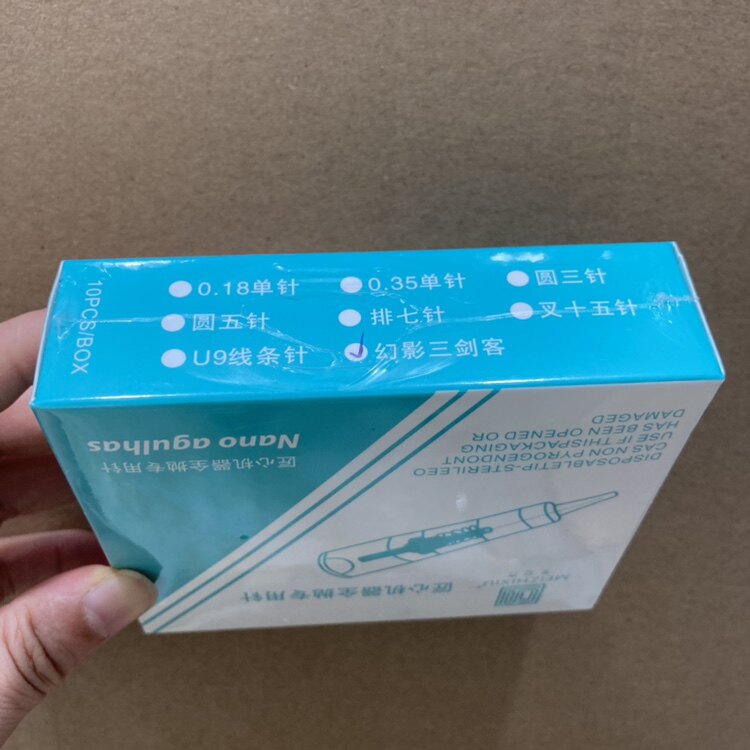 0.18单针 0.35单针 圆三针
圆五针 排七针 叉十五针
U9线条针 幻影三剑客
10PCS/BOX
Nano agulhas
匠心机器全抛专用针
DISPOSABLETIP-STERILEEO
CAS NON PYROGENDONT
USE IF THISPACKAGING
HAS BEEN OPENED OR
DAMAGED
匠心机器全抛专用针